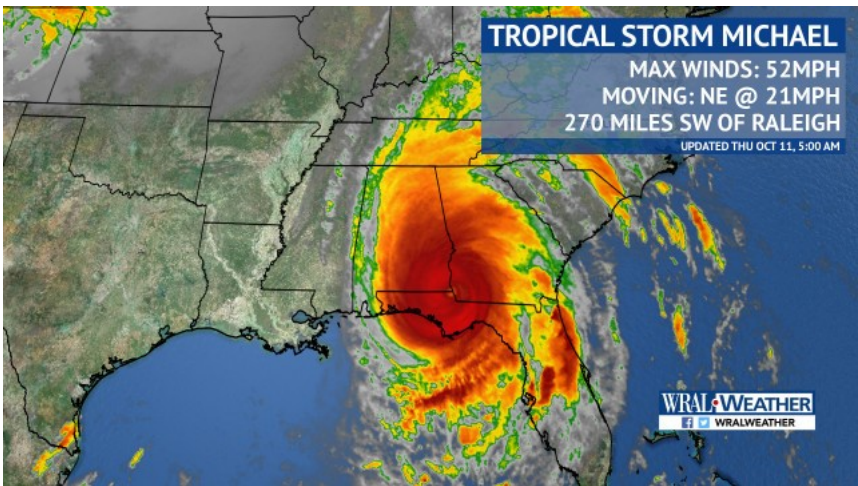 TROPICAL STORM MICHAEL
MAX WINDS: 52MPH
MOVING: NE @ 21MPH
270 MILES SW OF RALEIGH
UPDATED THU OCT 11, 5:00 AM
WRAL WEATHER
WRALWEATHER